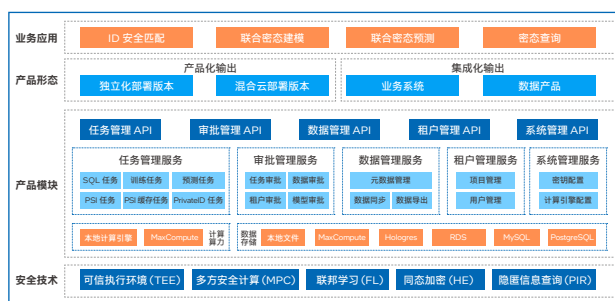 业务应用
ID 安全匹配
联合密态建模
联合密态预测
密态查询
产品形态
产品化输出
集成化输出
独立化部署版本
混合云部署版本
业务系统
数据产品
产品模块
任务管理 API
审批管理 API
数据管理 API
租户管理 API
系统管理 API
任务管理服务
审批管理服务
数据管理服务
租户管理服务
系统管理服务
SQL 任务
训练任务
预测任务
任务审批
数据审批
元数据管理
项目管理
密钥配置
PSI 任务
PSI 缓存任务
PrivateID 任务
租户审批
模型审批
数据同步
数据导出
用户管理
计算引擎配置
本地计算引擎
MaxCompute
计算
算力
数据
存储
本地文件
MaxCompute
Hologres
RDS
MySQL
PostgreSQL
安全技术
可信执行环境 (TEE)
多方安全计算 (MPC)
联邦学习 (FL)
同态加密 (HE)
隐匿信息查询 (PIR)